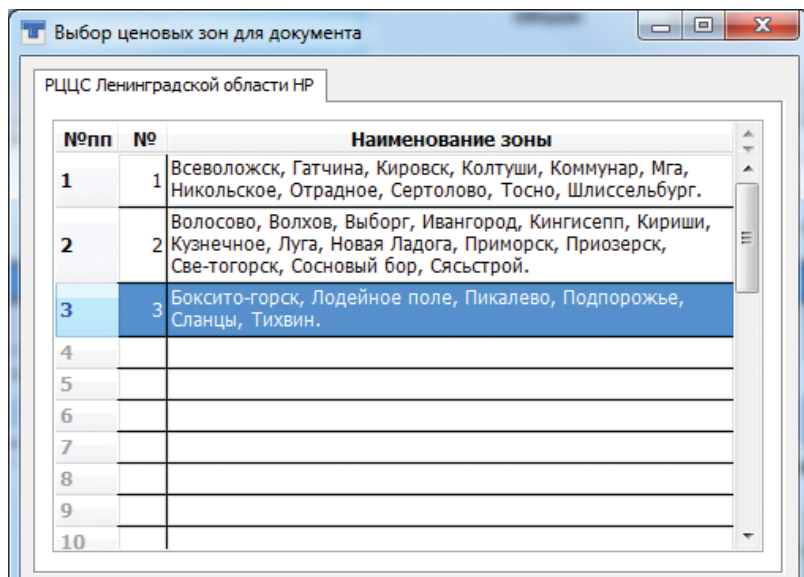 Выбор ценовых зон для документа
РЦЦС Ленинградской области НР
№пп № Наименование зоны
1 1 Всеволожск, Гатчина, Кировск, Колтуши, Коммунар, Мга,
Никольское, Отрадное, Сертолово, Тосно, Шлиссельбург.
2 2 Волосово, Волхов, Выборг, Ивангород, Кингисепп, Кириши,
Кузнечное, Луга, Новая Ладога, Приморск, Приозерск,
Све-тогорск, Сосновый бор, Сясьстрой.
3 3 Боксито-горск, Лодейное поле, Пикалево, Подпорожье,
Сланцы, Тихвин.
4
5
6
7
8
9
10